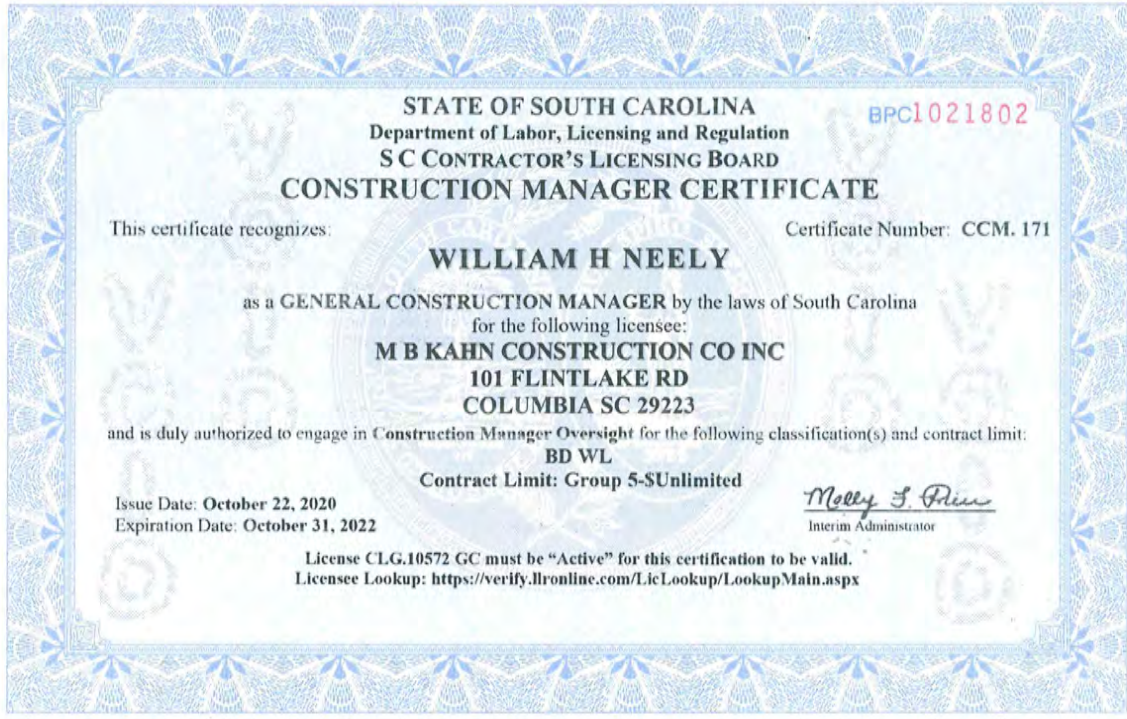 STATE OF SOUTH CAROLINA
BPC1021802
Department of Labor, Licensing and Regulation
S C CONTRACTOR'S LICENSING BOARD
CONSTRUCTION MANAGER CERTIFICATE
This certificate recognizes:
Certificate Number: CCM. 171
WILLIAM H NEELY
as a GENERAL CONSTRUCTION MANAGER by the laws of South Carolina
for the following licensee:
M B KAHN CONSTRUCTION CO INC
101 FLINTLAKE RD
COLUMBIA SC 29223
and is duly authorized to engage in Construction Manager Oversight for the following classification(s) and contract limit:
BD WL
Contract Limit: Group 5-$Unlimited
Issue Date: October 22, 2020
Expiration Date: October 31, 2022
Molly F.
Interim Administrator
License CLG.10572 GC must be “Active” for this certification to be valid.
Licensee Lookup: https://verify.llronline.com/LicLookup/LookupMain.aspx